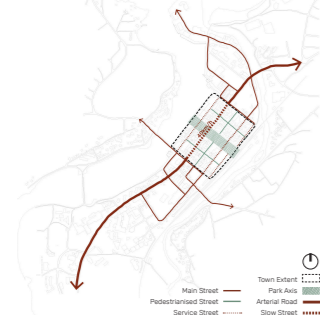 Town Extent
Main Street Park Axis
Pedestrianised Street Arterial Road
Service Street Slow Street